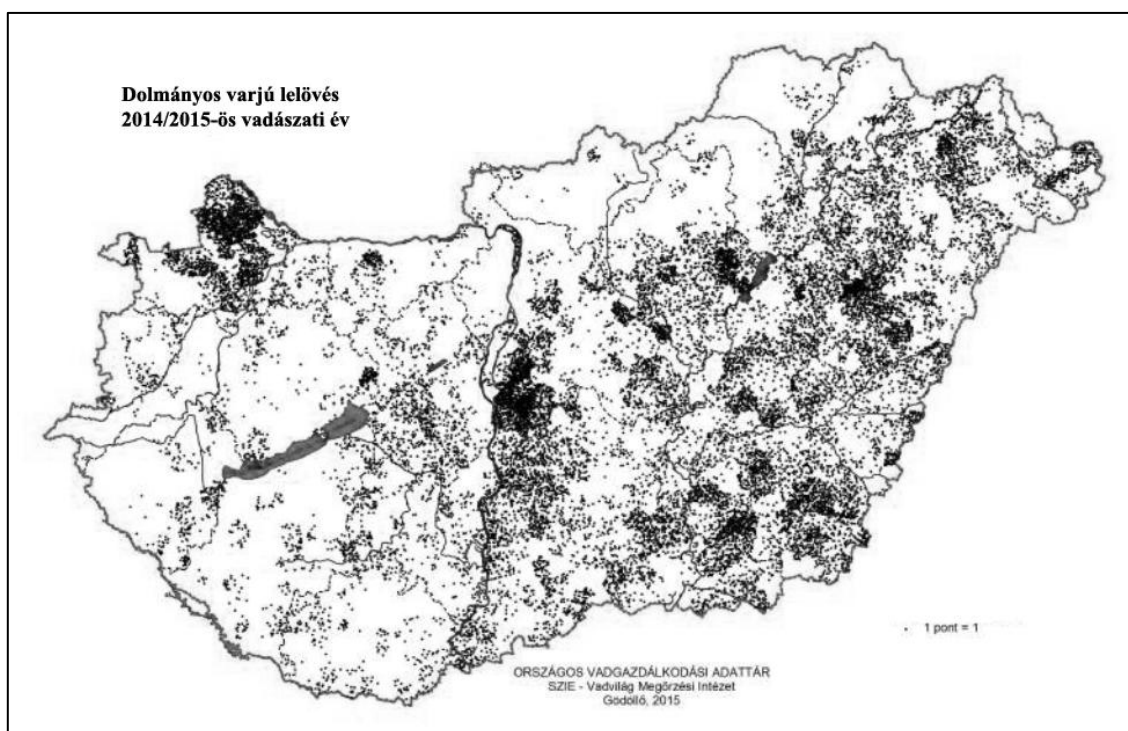 Dolmányos varjú lelövés
2014/2015-ös vadászati év
1 pont = 1
ORSZÁGOS VADGAZDÁLKODÁSI ADATTÁR
SZIE - Vadvilág Megőrzési Intézet
Gödöllő, 2015